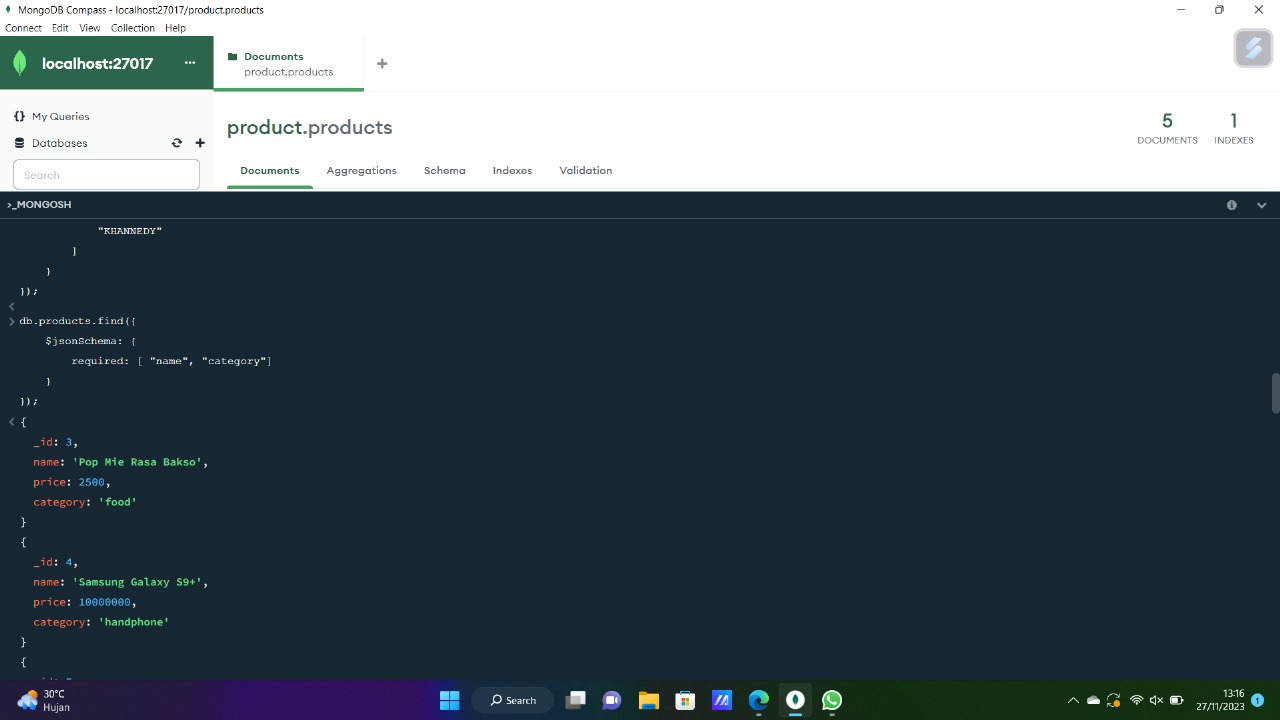 MongoDB Compass - localhost:27017/product.products
Connect Edit View Collection Help
localhost:27017 ...
Documents
product.products
My Queries
Databases
Search
product.products
5
DOCUMENTS
1
INDEXES
Documents Aggregations Schema Indexes Validation
>_MONGOSH
"KHANNEDY"
]
}
});
db.products.find({
$jsonSchema: {
required: [ "name", "category"]
}
});
{
_id: 3,
name: 'Pop Mie Rasa Bakso',
price: 2500,
category: 'food'
}
{
_id: 4,
name: 'Samsung Galaxy S9+',
price: 10000000,
category: 'handphone'
}
{
30°C
Hujan
Search
13:16
27/11/2023
1